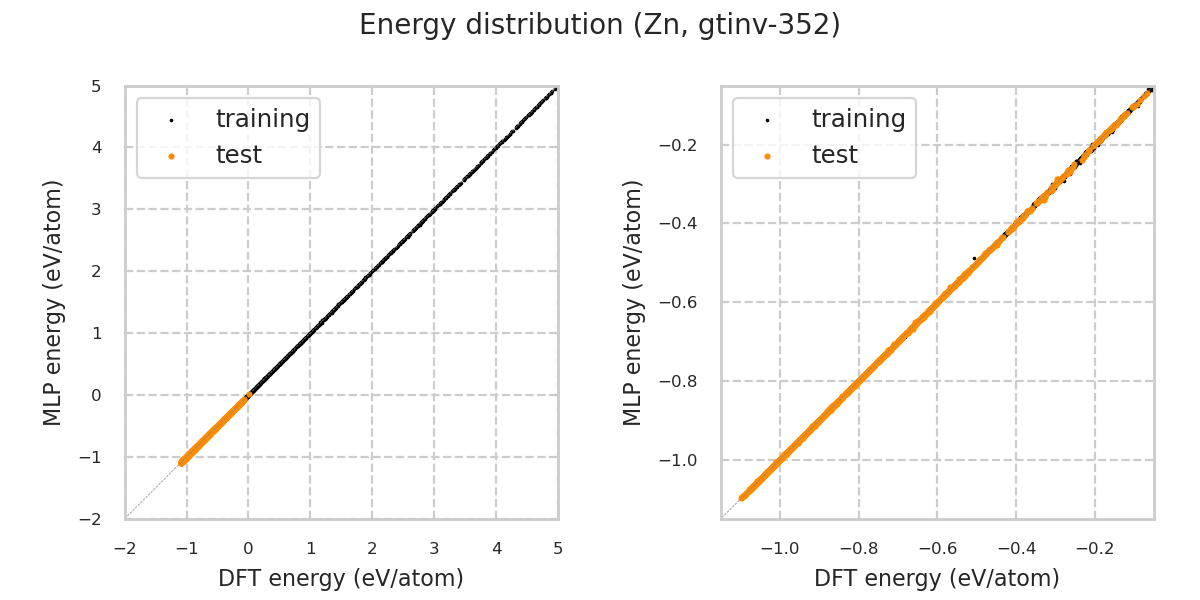 Energy distribution (Zn, gtinv-352)
training
test
5
4
3
2
1
0
−1
−2
−2
−1
0
1
2
3
4
5
MLP energy (eV/atom)
DFT energy (eV/atom)
training
test
−0.2
−0.4
−0.6
−0.8
−1.0
−1.0
−0.8
−0.6
−0.4
−0.2
MLP energy (eV/atom)
DFT energy (eV/atom)